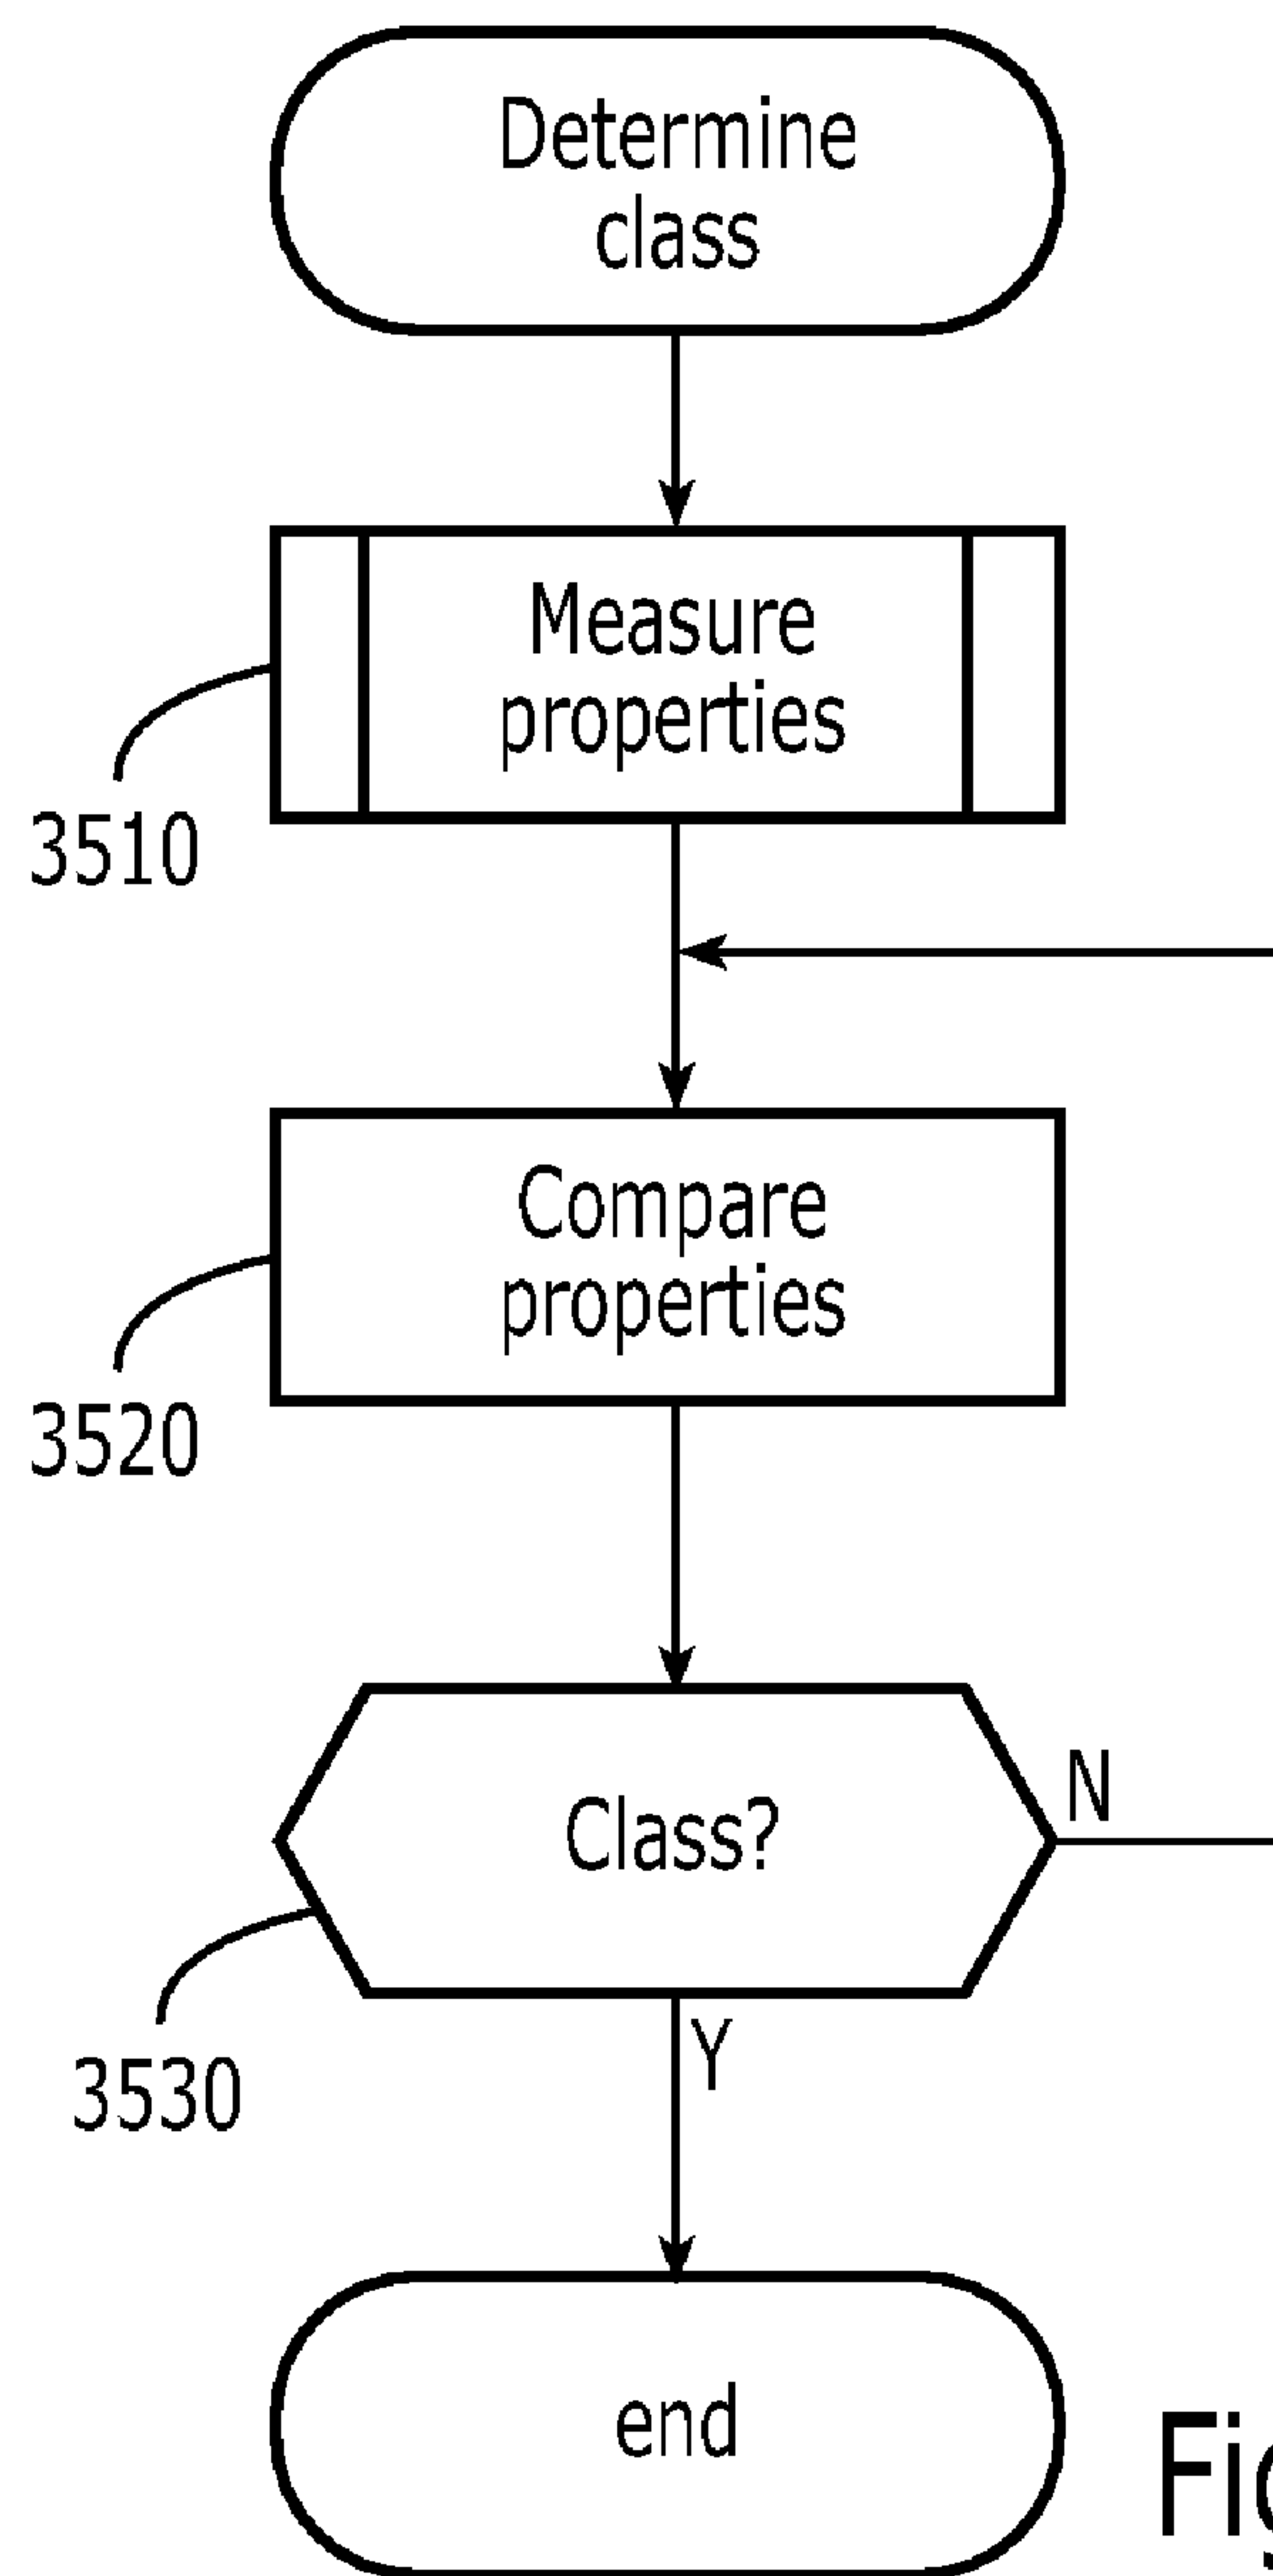 Determine
class
Measure
properties
3510
Compare
properties
3520
Class?
N
3530
Y
end